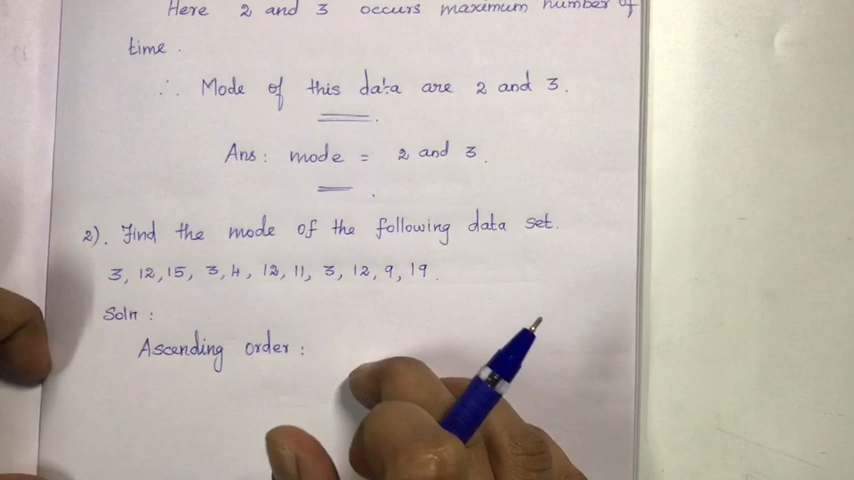 Here 2 and 3 occurs maximum number of
time.
∴ Mode of this data are 2 and 3.
Ans: mode = 2 and 3.
2). Find the mode of the following data set.
3, 12, 15, 3, 4, 12, 11, 3, 12, 9, 19.
Soln:
Ascending order: